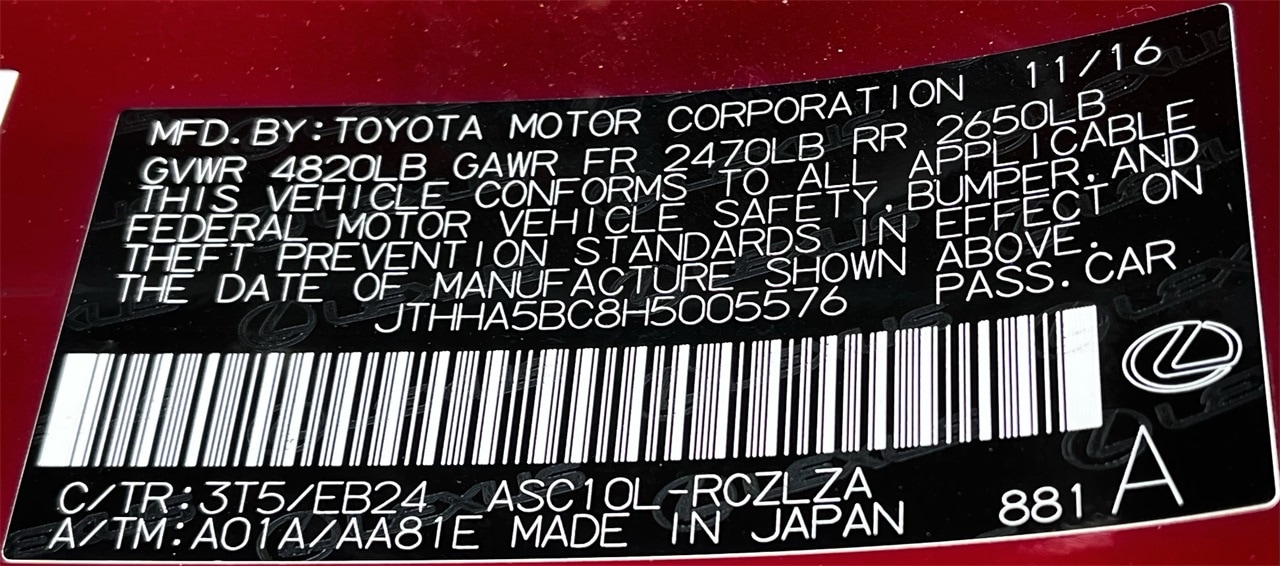 MFD.BY:TOYOTA MOTOR CORPORATION 11/16
GVWR 4820LB GAWR FR 2470LB RR 2650LB
THIS VEHICLE CONFORMS TO ALL APPLICABLE
FEDERAL MOTOR VEHICLE SAFETY,BUMPER,AND
THEFT PREVENTION STANDARDS IN EFFECT ON
THE DATE OF MANUFACTURE SHOWN ABOVE.
JTHHA5BC8H5005576 PASS.CAR
C/TR:3T5/EB24 ASC10L-RCZLZA
A/TM:A01A/AA81E MADE IN JAPAN 881 A